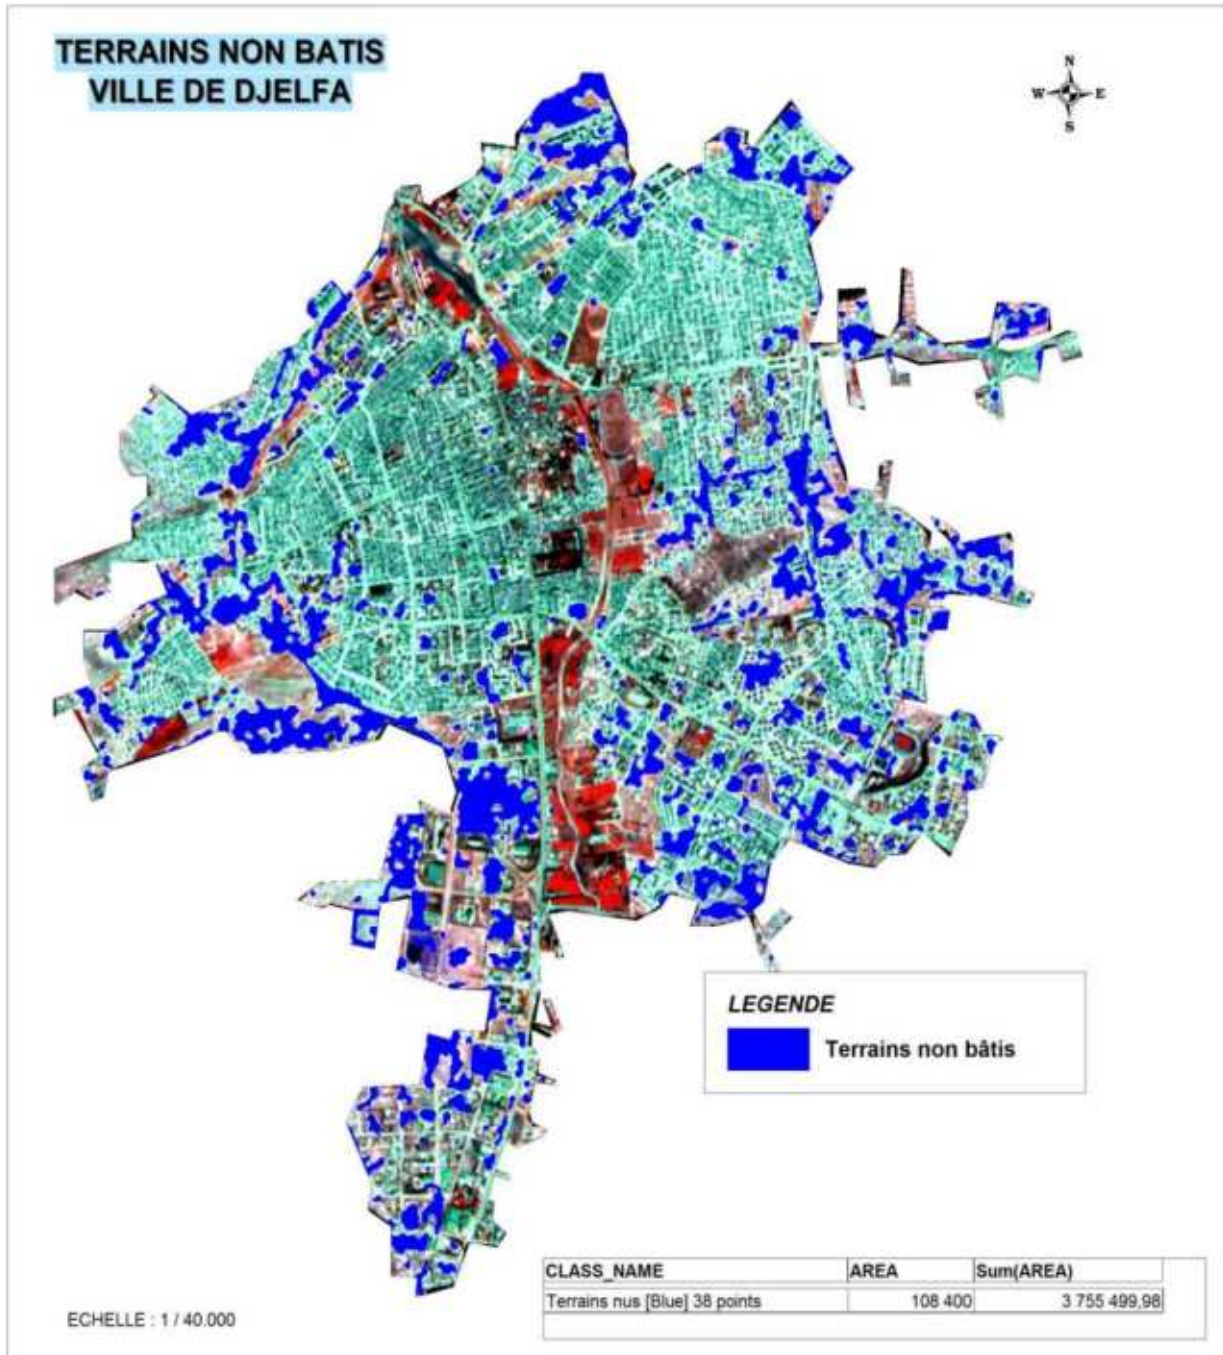 TERRAINS NON BATIS
VILLE DE DJELFA
N
W E
S
LEGENDE
Terrains non bâtis
CLASS_NAME AREA Sum(AREA)
Terrains nus [Blue] 38 points 108 400 3 755 499,98
ECHELLE : 1 / 40.000